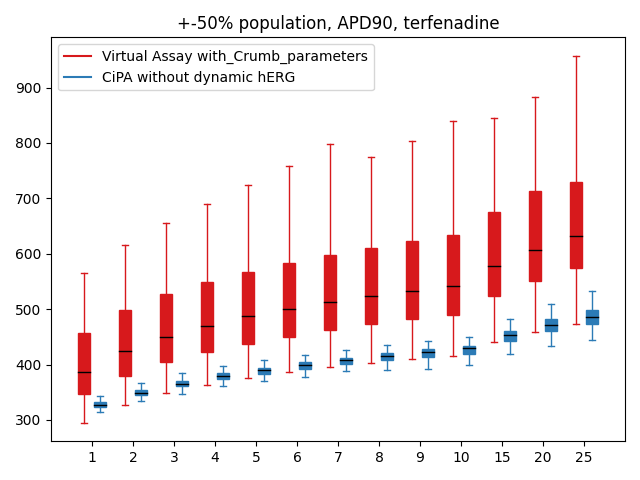 +-50% population, APD90, terfenadine
Virtual Assay with_Crumb_parameters
CiPA without dynamic hERG
900
800
700
600
500
400
300
1 2 3 4 5 6 7 8 9 10 15 20 25